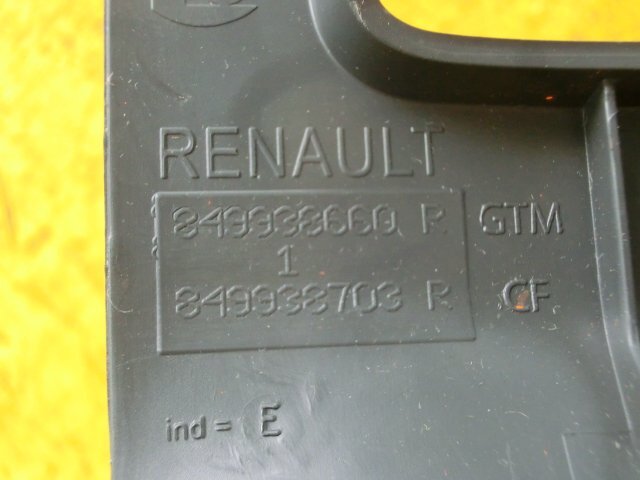 RENAULT
849938660 R GTM
1
849938703 R CF
ind = E